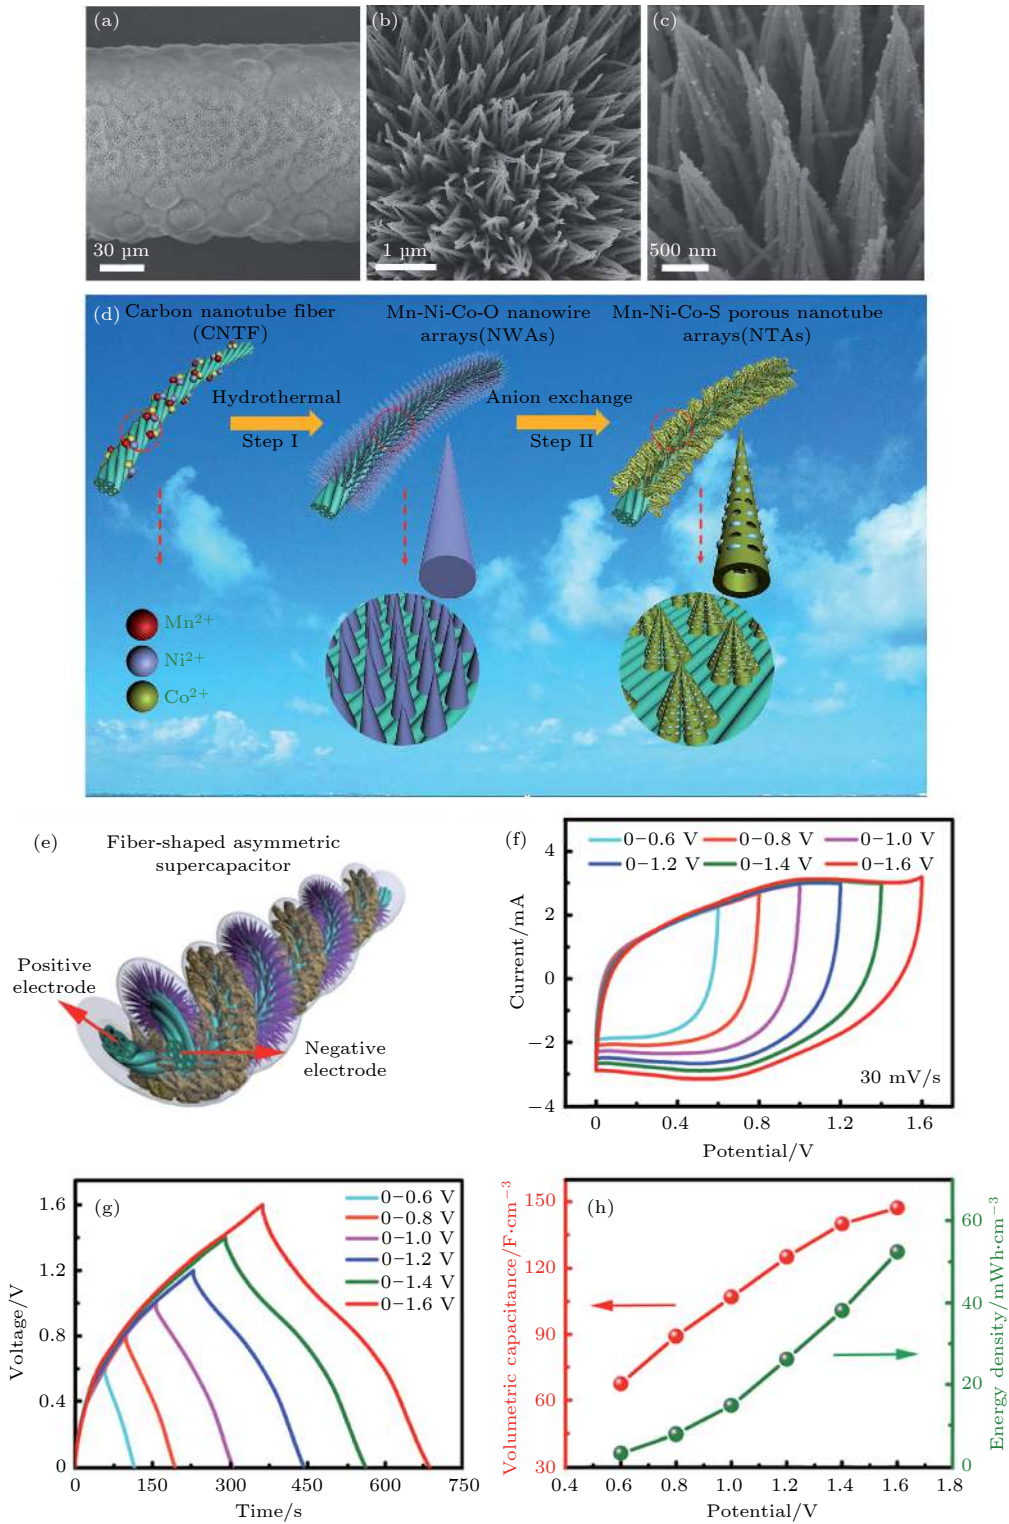 (a)
30 µm
(b)
1 µm
(c)
500 nm
(d)
Carbon nanotube fiber
(CNTF)
Mn-Ni-Co-O nanowire
arrays(NWAs)
Mn-Ni-Co-S porous nanotube
arrays(NTAs)
Hydrothermal
Step I
Anion exchange
Step II
Mn²⁺
Ni²⁺
Co²⁺
(e)
Fiber-shaped asymmetric
supercapacitor
Positive
electrode
Negative
electrode
(f)
0−0.6 V 0−0.8 V 0−1.0 V
0−1.2 V 0−1.4 V 0−1.6 V
4
2
0
−2
−4
Current/mA
30 mV/s
0 0.4 0.8 1.2 1.6
Potential/V
(g)
0−0.6 V
0−0.8 V
0−1.0 V
0−1.2 V
0−1.4 V
0−1.6 V
1.6
1.2
0.8
0.4
0
Voltage/V
0 150 300 450 600 750
Time/s
(h)
150
120
90
60
30
Volumetric capacitance/F·cm⁻³
60
40
20
0
Energy density/mWh·cm⁻³
0.4 0.6 0.8 1.0 1.2 1.4 1.6 1.8
Potential/V